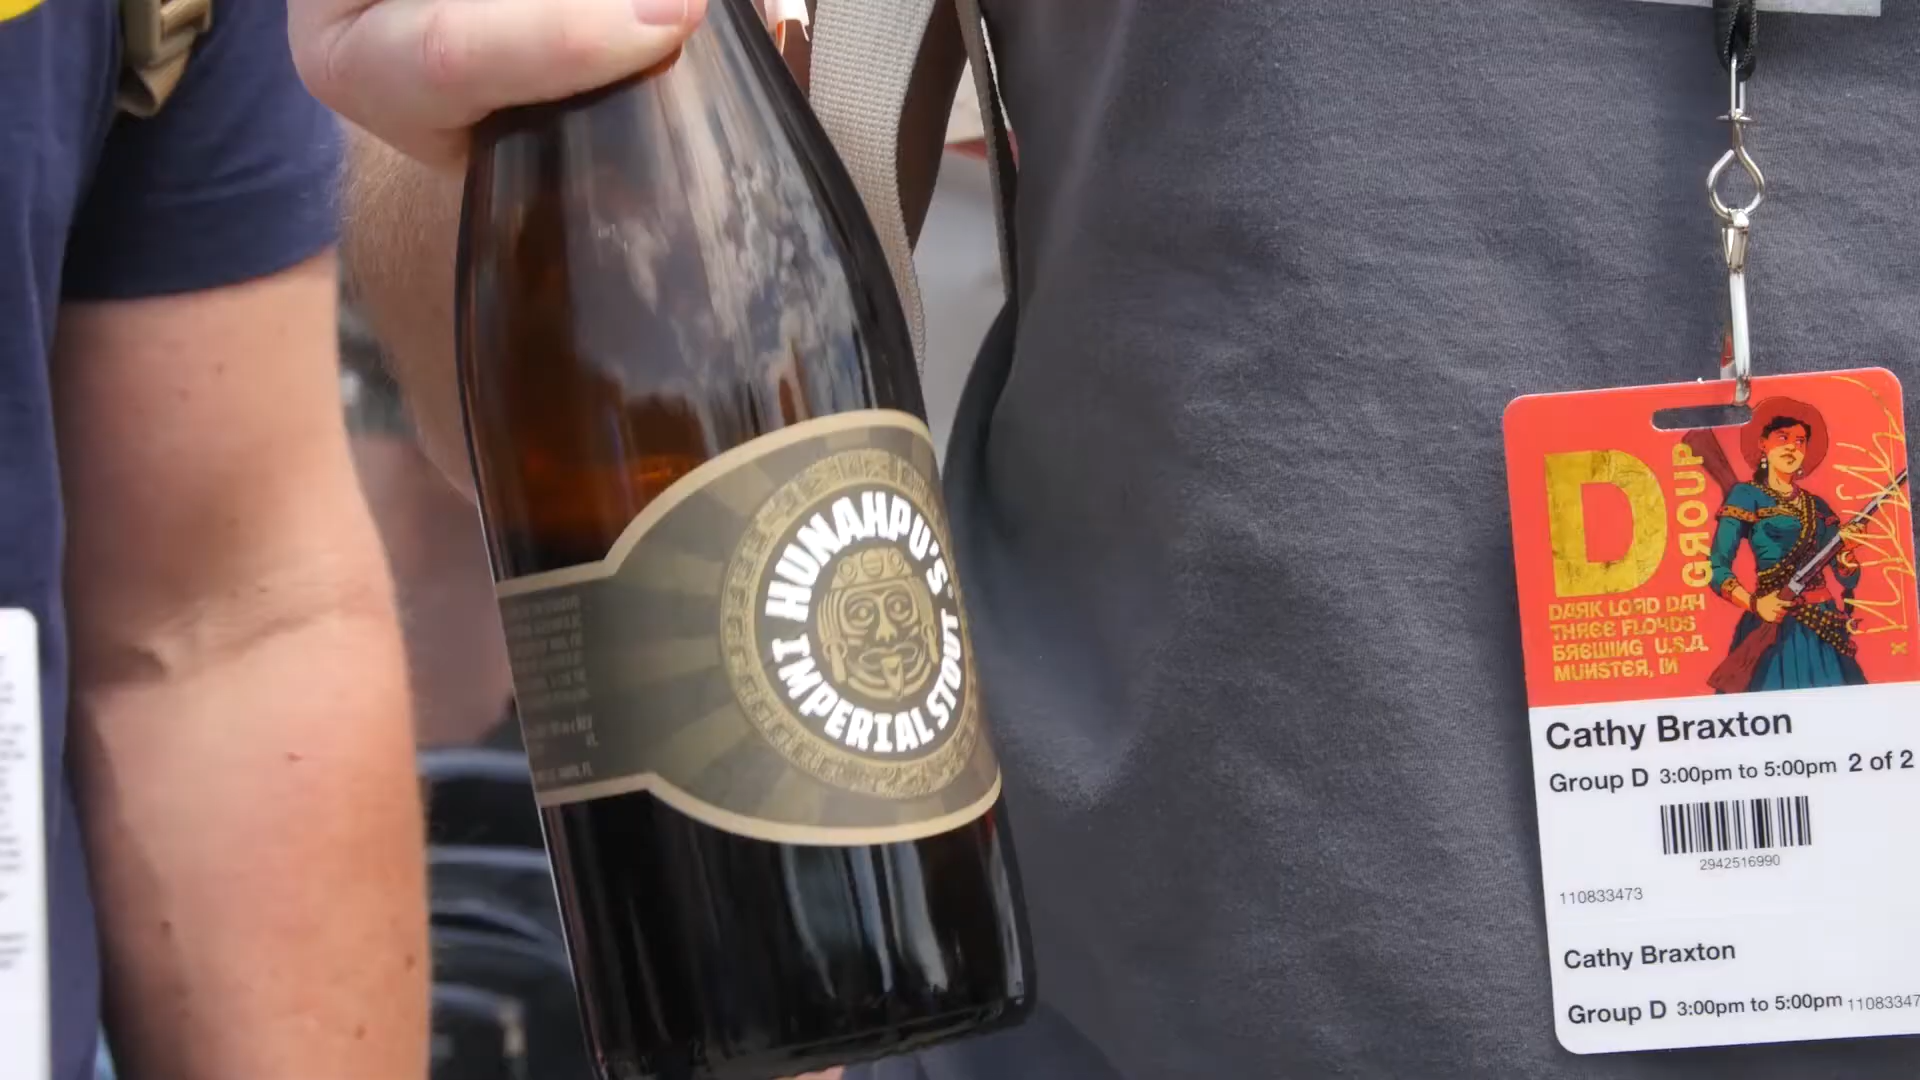 HUNAHPU'S
IMPERIAL STOUT
D
GROUP
DARK LORD DAY
THREE FLOYDS
BREWING U.S.A.
MUNSTER, IN
Cathy Braxton
Group D 3:00pm to 5:00pm 2 of 2
2942516990
110833473
Cathy Braxton
Group D 3:00pm to 5:00pm 11083347